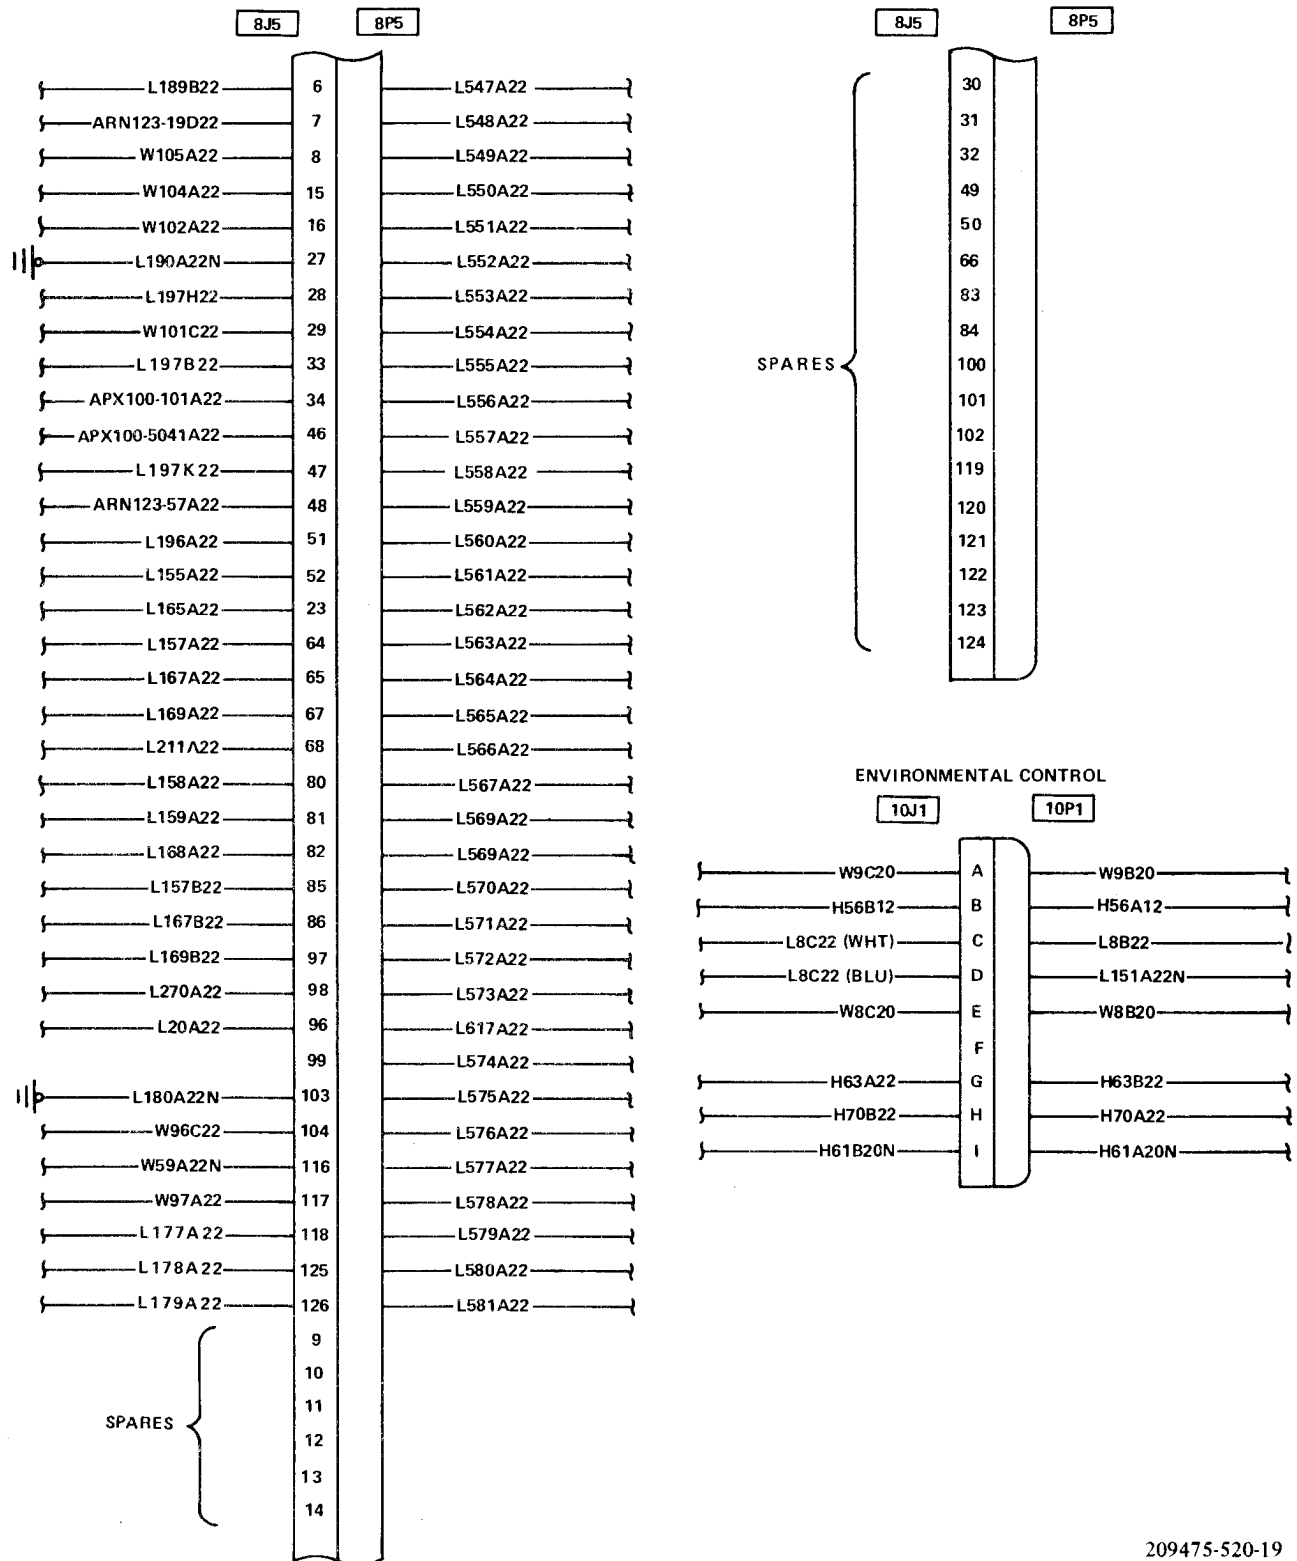 8J5 8P5
L189B22 6 L547A22
ARN123-19D22 7 L548A22
W105A22 8 L549A22
W104A22 15 L550A22
W102A22 16 L551A22
L190A22N 27 L552A22
L197H22 28 L553A22
W101C22 29 L554A22
L197B22 33 L555A22
APX100-101A22 34 L556A22
APX100-5041A22 46 L557A22
L197K22 47 L558A22
ARN123-57A22 48 L559A22
L196A22 51 L560A22
L155A22 52 L561A22
L165A22 23 L562A22
L157A22 64 L563A22
L167A22 65 L564A22
L169A22 67 L565A22
L211A22 68 L566A22
L158A22 80 L567A22
L159A22 81 L569A22
L168A22 82 L569A22
L157B22 85 L570A22
L167B22 86 L571A22
L169B22 97 L572A22
L270A22 98 L573A22
L20A22 96 L617A22
99 L574A22
L180A22N 103 L575A22
W96C22 104 L576A22
W59A22N 116 L577A22
W97A22 117 L578A22
L177A22 118 L579A22
L178A22 125 L580A22
L179A22 126 L581A22
9
10
11
SPARES
12
13
14
8J5 8P5
30
31
32
49
50
66
83
84
SPARES 100
101
102
119
120
121
122
123
124
ENVIRONMENTAL CONTROL
10J1 10P1
W9C20 A W9B20
H56B12 B H56A12
L8C22 (WHT) C L8B22
L8C22 (BLU) D L151A22N
W8C20 E W8B20
F
H63A22 G H63B22
H70B22 H H70A22
H61B20N I H61A20N
209475-520-19